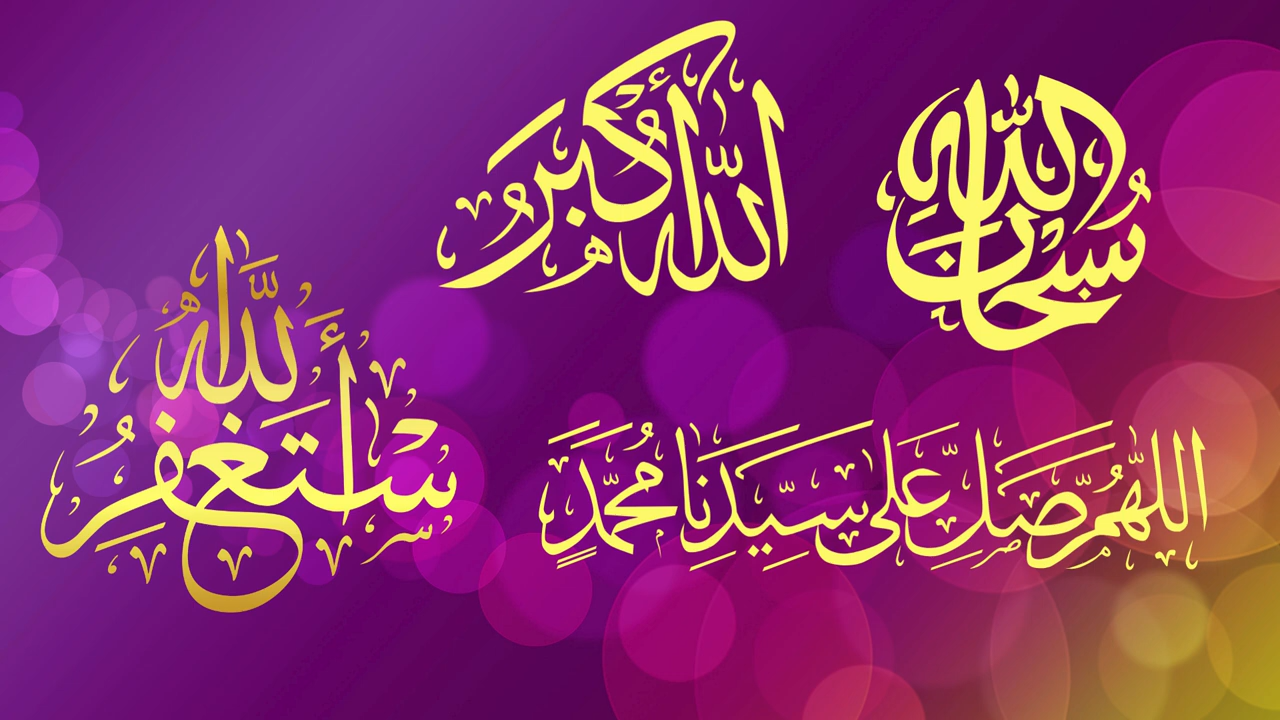 سُبْحَانَ اللّٰهِ
اللّٰهُ أَكْبَرُ
أَسْتَغْفِرُ اللّٰهَ
اللّٰهُمَّ صَلِّ عَلَى سَيِّدِنَا مُحَمَّدٍ